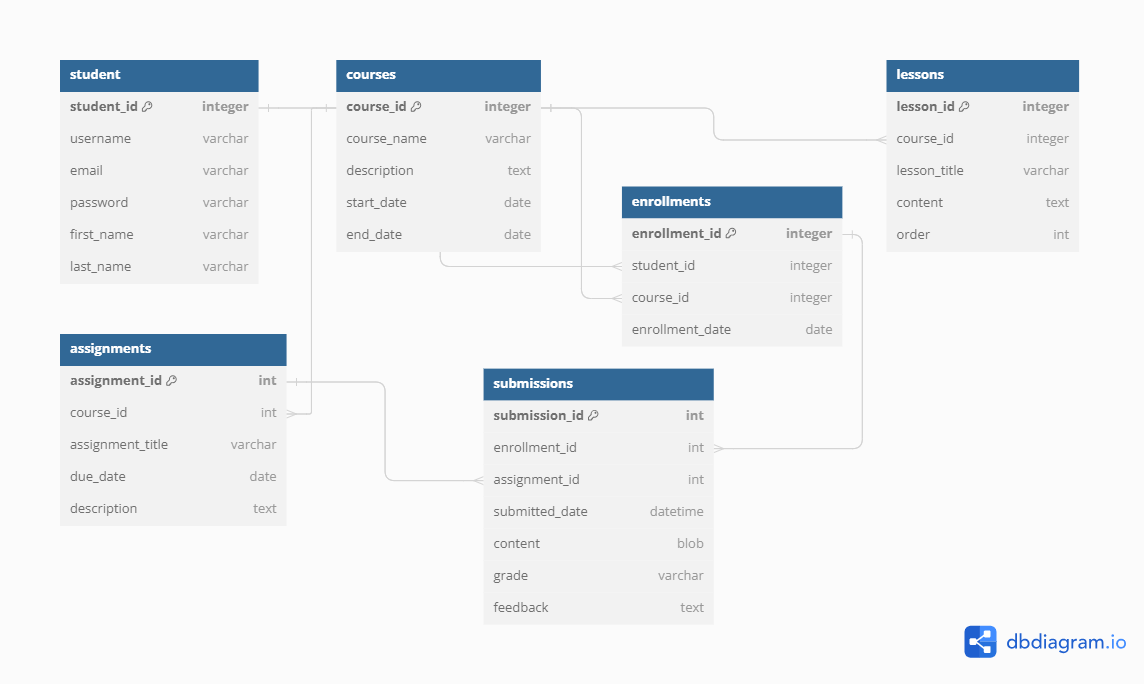 student
student_id integer
username varchar
email varchar
password varchar
first_name varchar
last_name varchar
courses
course_id integer
course_name varchar
description text
start_date date
end_date date
lessons
lesson_id integer
course_id integer
lesson_title varchar
content text
order int
enrollments
enrollment_id integer
student_id integer
course_id integer
enrollment_date date
assignments
assignment_id int
course_id int
assignment_title varchar
due_date date
description text
submissions
submission_id int
enrollment_id int
assignment_id int
submitted_date datetime
content blob
grade varchar
feedback text
dbdiagram.io